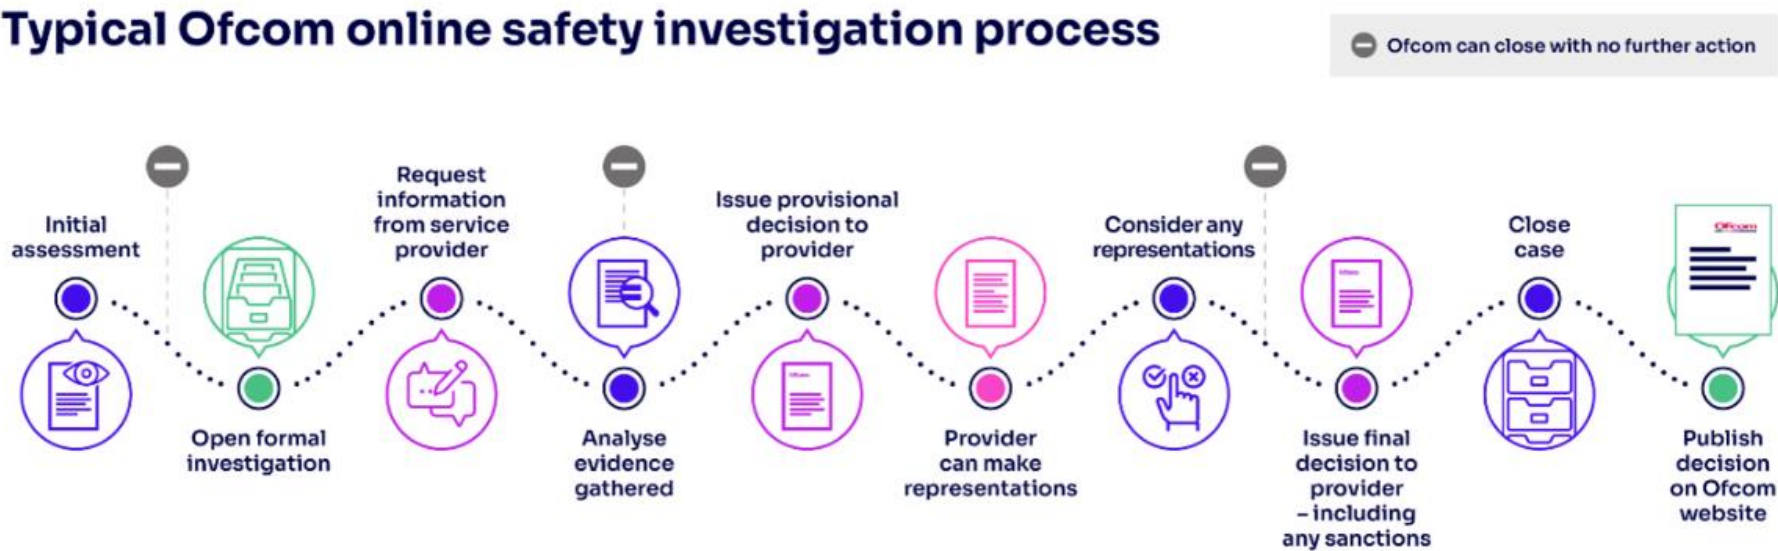 Typical Ofcom online safety investigation process
Ofcom can close with no further action
Initial
assessment
Open formal
investigation
Request
information
from service
provider
Analyse
evidence
gathered
Issue provisional
decision to
provider
Provider
can make
representations
Consider any
representations
Issue final
decision to
provider
– including
any sanctions
Close
case
Ofcom
Publish
decision
on Ofcom
website